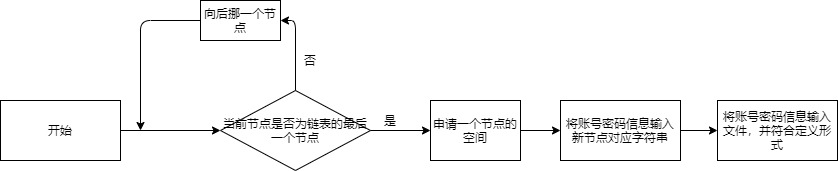 向后挪一个节
点
否
开始
当前节点是否为链表的最后
一个节点
是
申请一个节点的
空间
将账号密码信息输入
新节点对应字符串
将账号密码信息输入
文件，并符合定义形
式